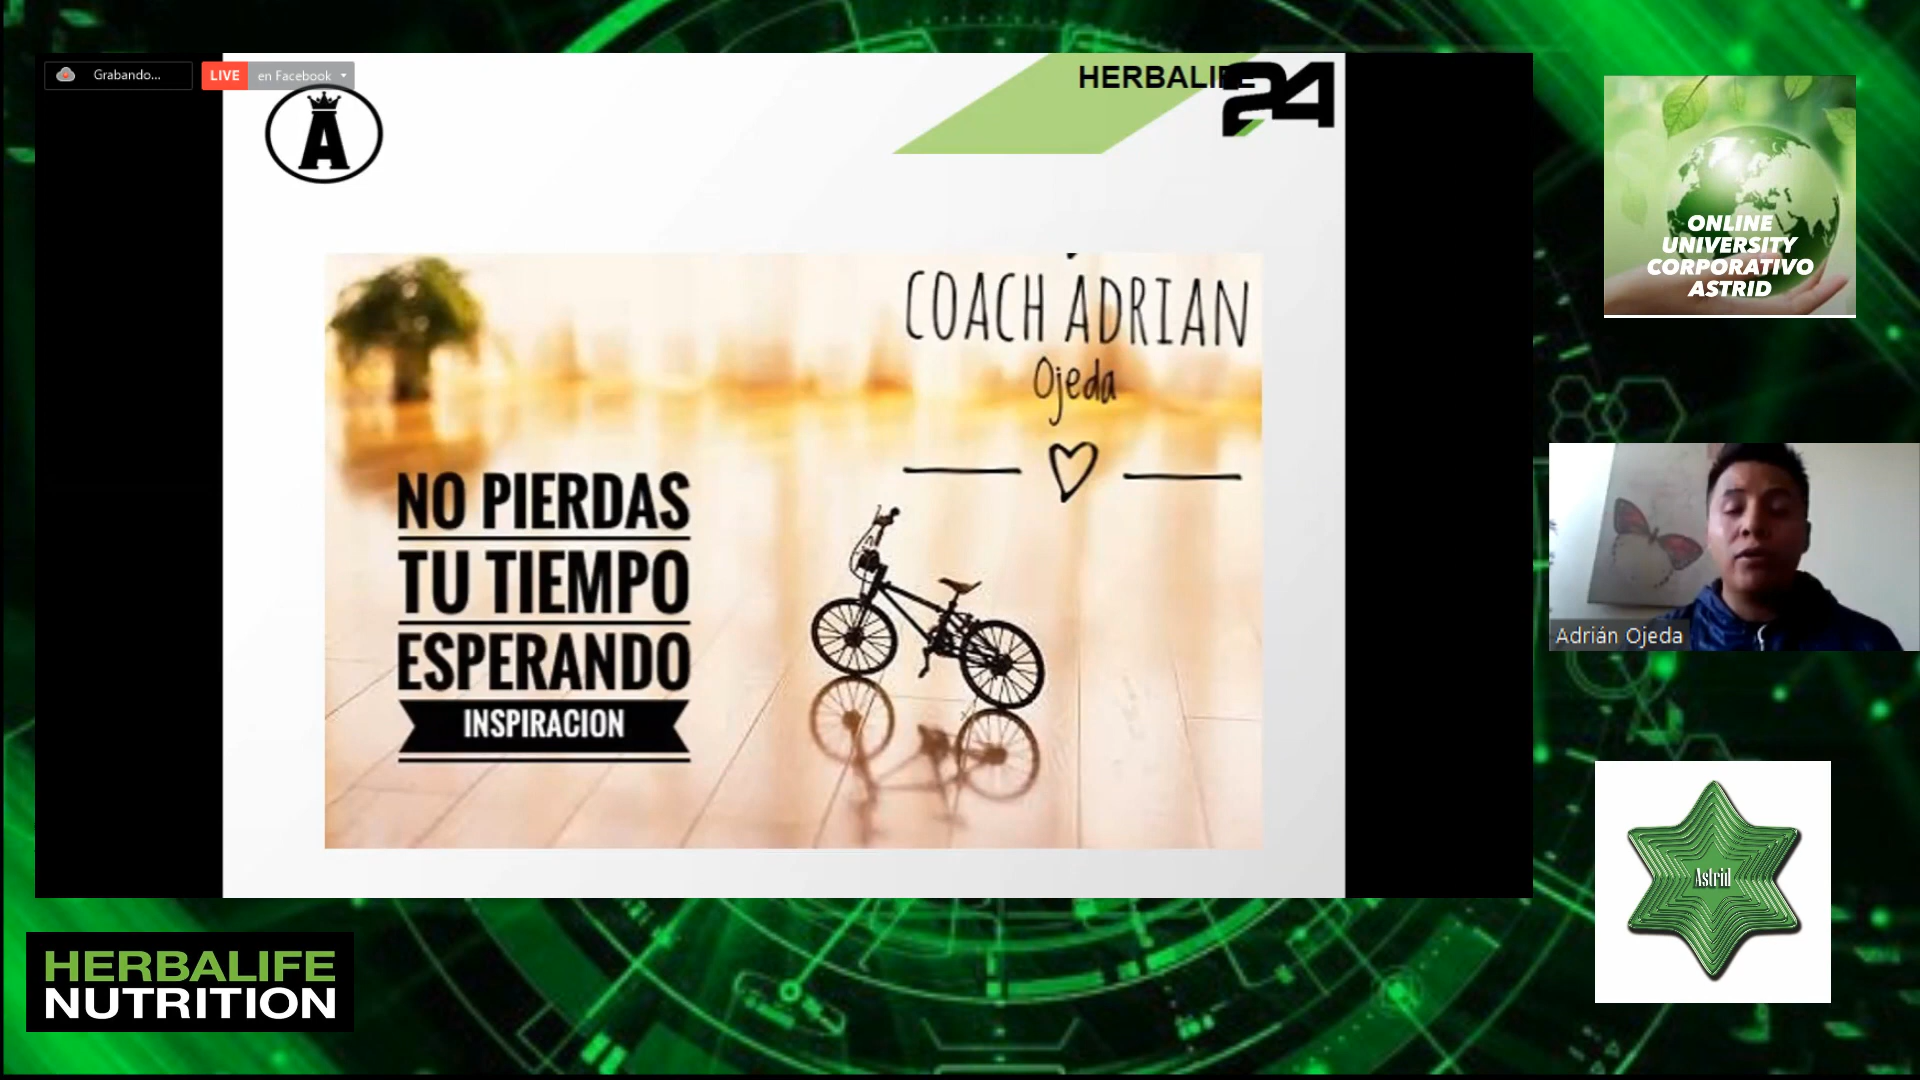 Grabando...
LIVE en Facebook
A
HERBALIFE
24
COACH ADRIAN
Ojeda
NO PIERDAS
TU TIEMPO
ESPERANDO
INSPIRACION
ONLINE
UNIVERSITY
CORPORATIVO
ASTRID
Adrián Ojeda
Astrid
HERBALIFE
NUTRITION